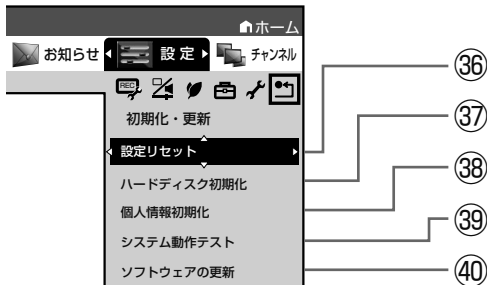 ホーム
お知らせ 設定 チャンネル
REC
初期化・更新
設定リセット ㊱
ハードディスク初期化 ㊲
個人情報初期化 ㊳
システム動作テスト ㊴
ソフトウェアの更新 ㊵